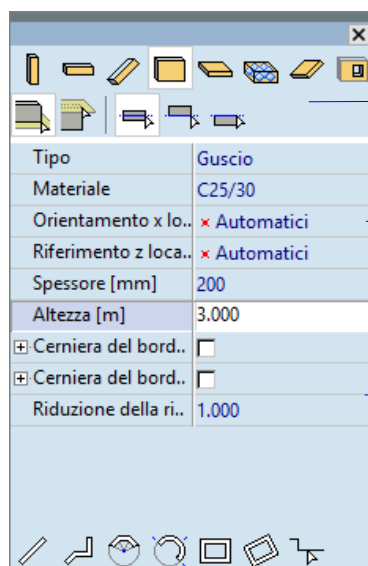 Tipo Guscio
Materiale C25/30
Orientamento x lo.. Automatici
Riferimento z loca.. Automatici
Spessore [mm] 200
Altezza [m] 3.000
Cerniera del bord..
Cerniera del bord..
Riduzione della ri.. 1.000